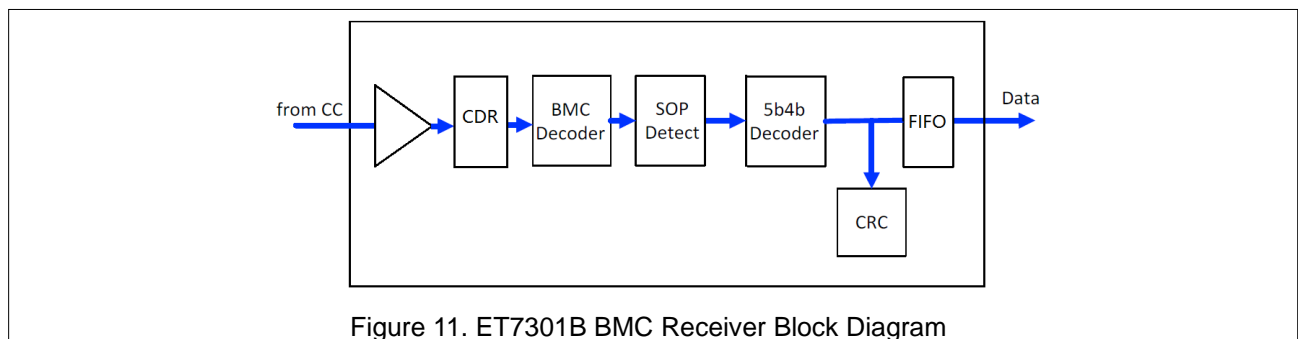 from CC
CDR
BMC
Decoder
SOP
Detect
5b4b
Decoder
FIFO
Data
CRC
Figure 11. ET7301B BMC Receiver Block Diagram